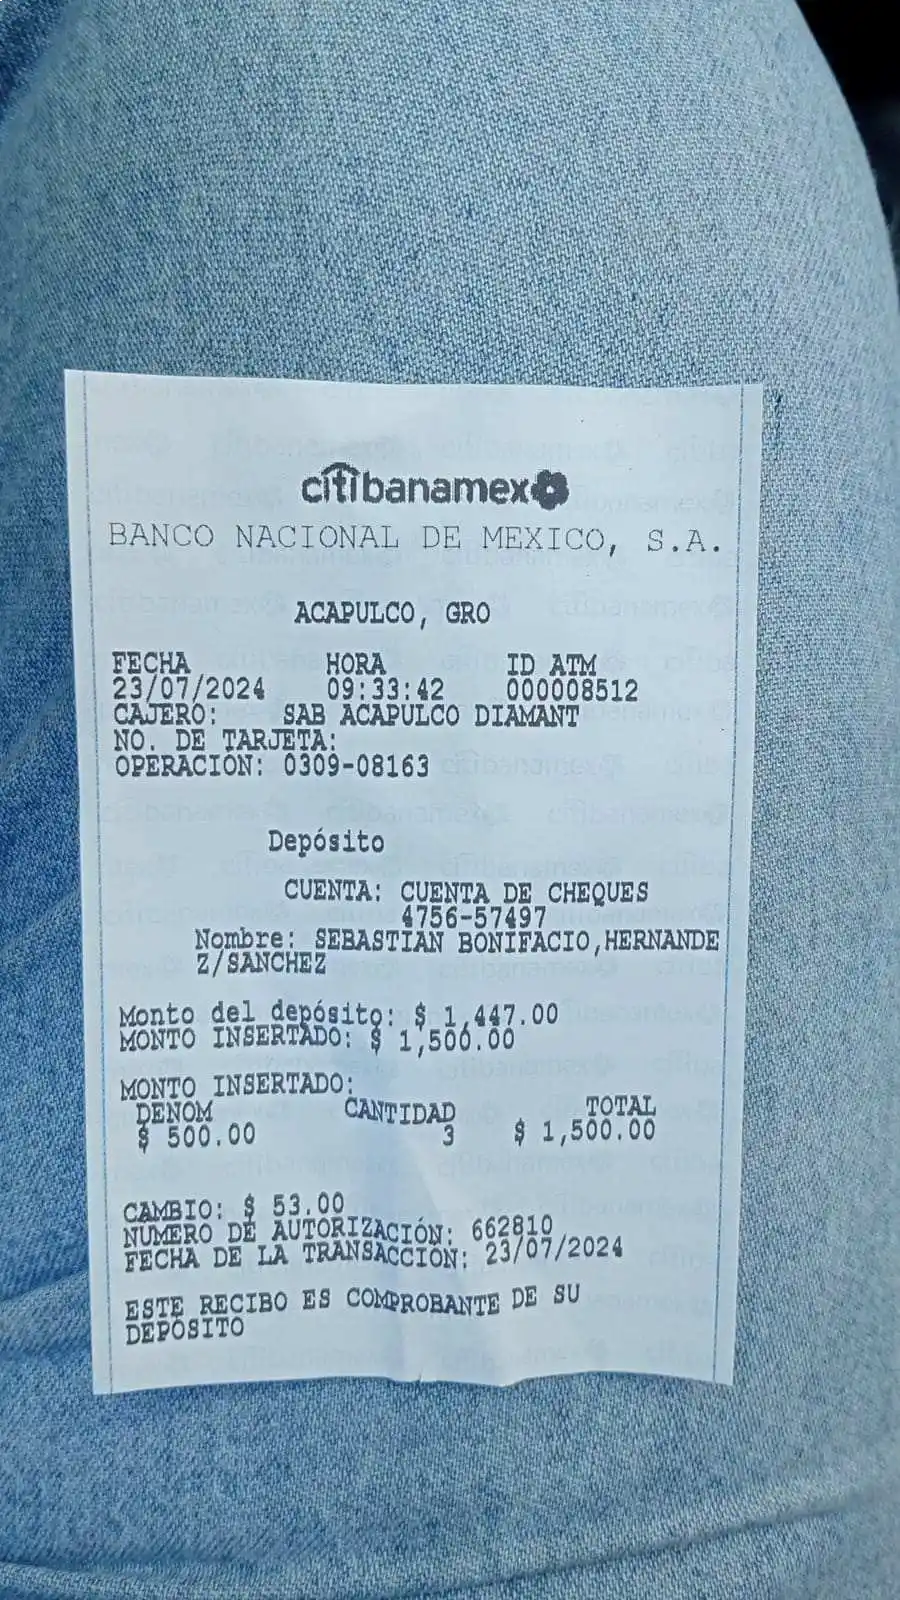 citibanamex
BANCO NACIONAL DE MEXICO, S.A.
ACAPULCO, GRO
FECHA HORA ID ATM
23/07/2024 09:33:42 000008512
CAJERO: SAB ACAPULCO DIAMANT
NO. DE TARJETA:
OPERACION: 0309-08163
Depósito
CUENTA: CUENTA DE CHEQUES
4756-57497
Nombre: SEBASTIAN BONIFACIO,HERNANDE
Z/SANCHEZ
Monto del depósito: $ 1,447.00
MONTO INSERTADO: $ 1,500.00
MONTO INSERTADO:
DENOM CANTIDAD TOTAL
$ 500.00 3 $ 1,500.00
CAMBIO: $ 53.00
NUMERO DE AUTORIZACIÓN: 662810
FECHA DE LA TRANSACCIÓN: 23/07/2024
ESTE RECIBO ES COMPROBANTE DE SU
DEPÓSITO